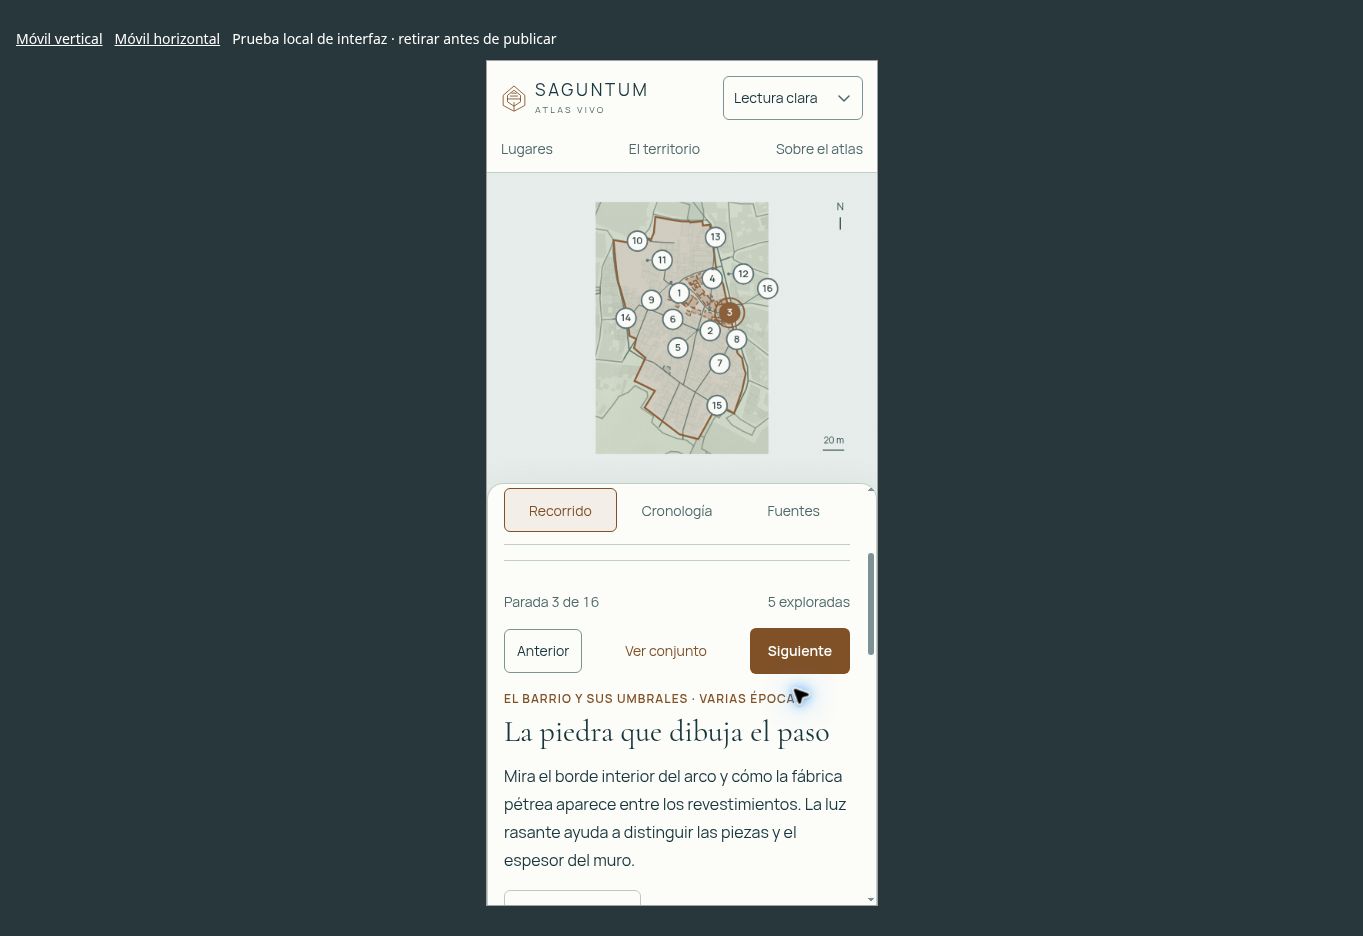 Móvil vertical Móvil horizontal Prueba local de interfaz · retirar antes de publicar
SAGUNTUM
ATLAS VIVO
Lectura clara
Lugares El territorio Sobre el atlas
N
10
13
11
12
4
16
1
9
3
14
6
2
8
5
7
15
20 m
Recorrido Cronología Fuentes
Parada 3 de 16 5 exploradas
Anterior Ver conjunto Siguiente
EL BARRIO Y SUS UMBRALES · VARIAS ÉPOCAS
La piedra que dibuja el paso
Mira el borde interior del arco y cómo la fábrica
pétrea aparece entre los revestimientos. La luz
rasante ayuda a distinguir las piezas y el
espesor del muro.